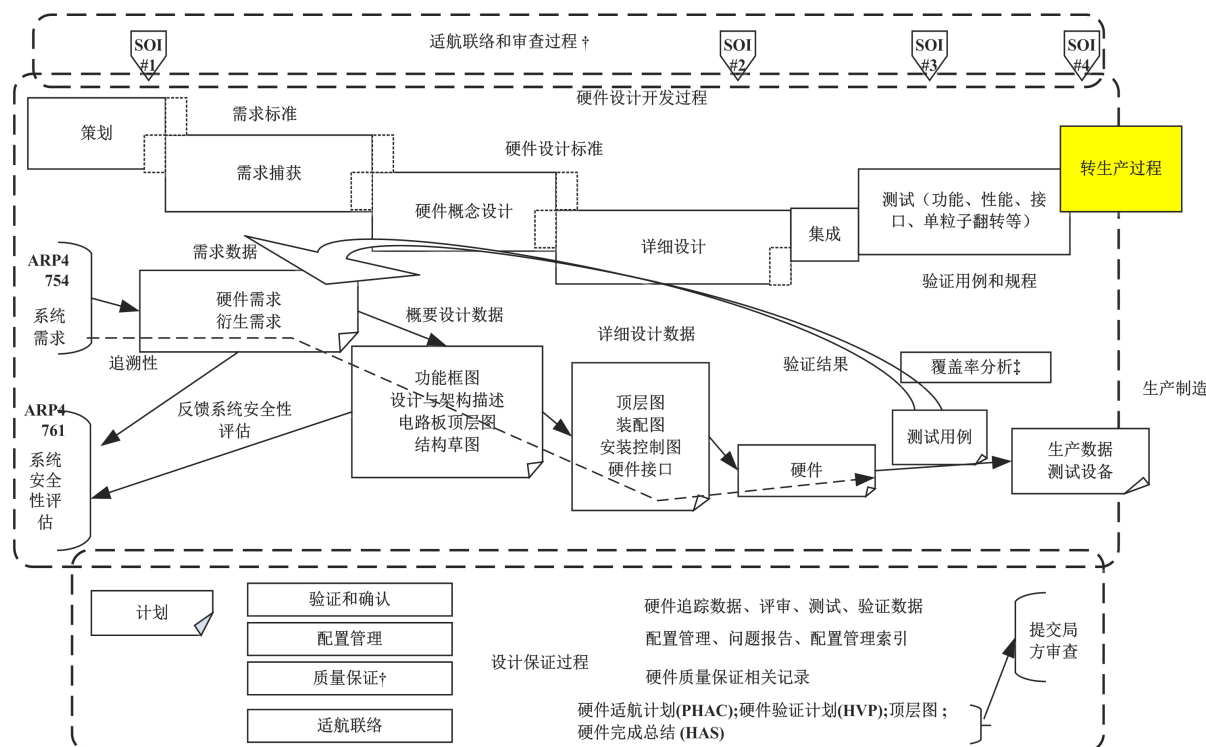 适航联络和审查过程 †
SOI
#1
SOI
#2
SOI
#3
SOI
#4
硬件设计开发过程
策划
需求标准
需求捕获
硬件设计标准
硬件概念设计
详细设计
集成
测试（功能、性能、接
口、单粒子翻转等）
转生产过程
ARP4
754
系统
需求
需求数据
硬件需求
衍生需求
验证用例和规程
概要设计数据
详细设计数据
追溯性
验证结果
覆盖率分析‡
生产制造
功能框图
设计与架构描述
电路板顶层图
结构草图
顶层图
装配图
安装控制图
硬件接口
硬件
测试用例
生产数据
测试设备
反馈系统安全性
评估
ARP4
761
系统
安全
性评
估
计划
验证和确认
配置管理
质量保证†
适航联络
设计保证过程
硬件追踪数据、评审、测试、验证数据
配置管理、问题报告、配置管理索引
硬件质量保证相关记录
硬件适航计划(PHAC);硬件验证计划(HVP);顶层图；
硬件完成总结 (HAS)
提交局
方审查